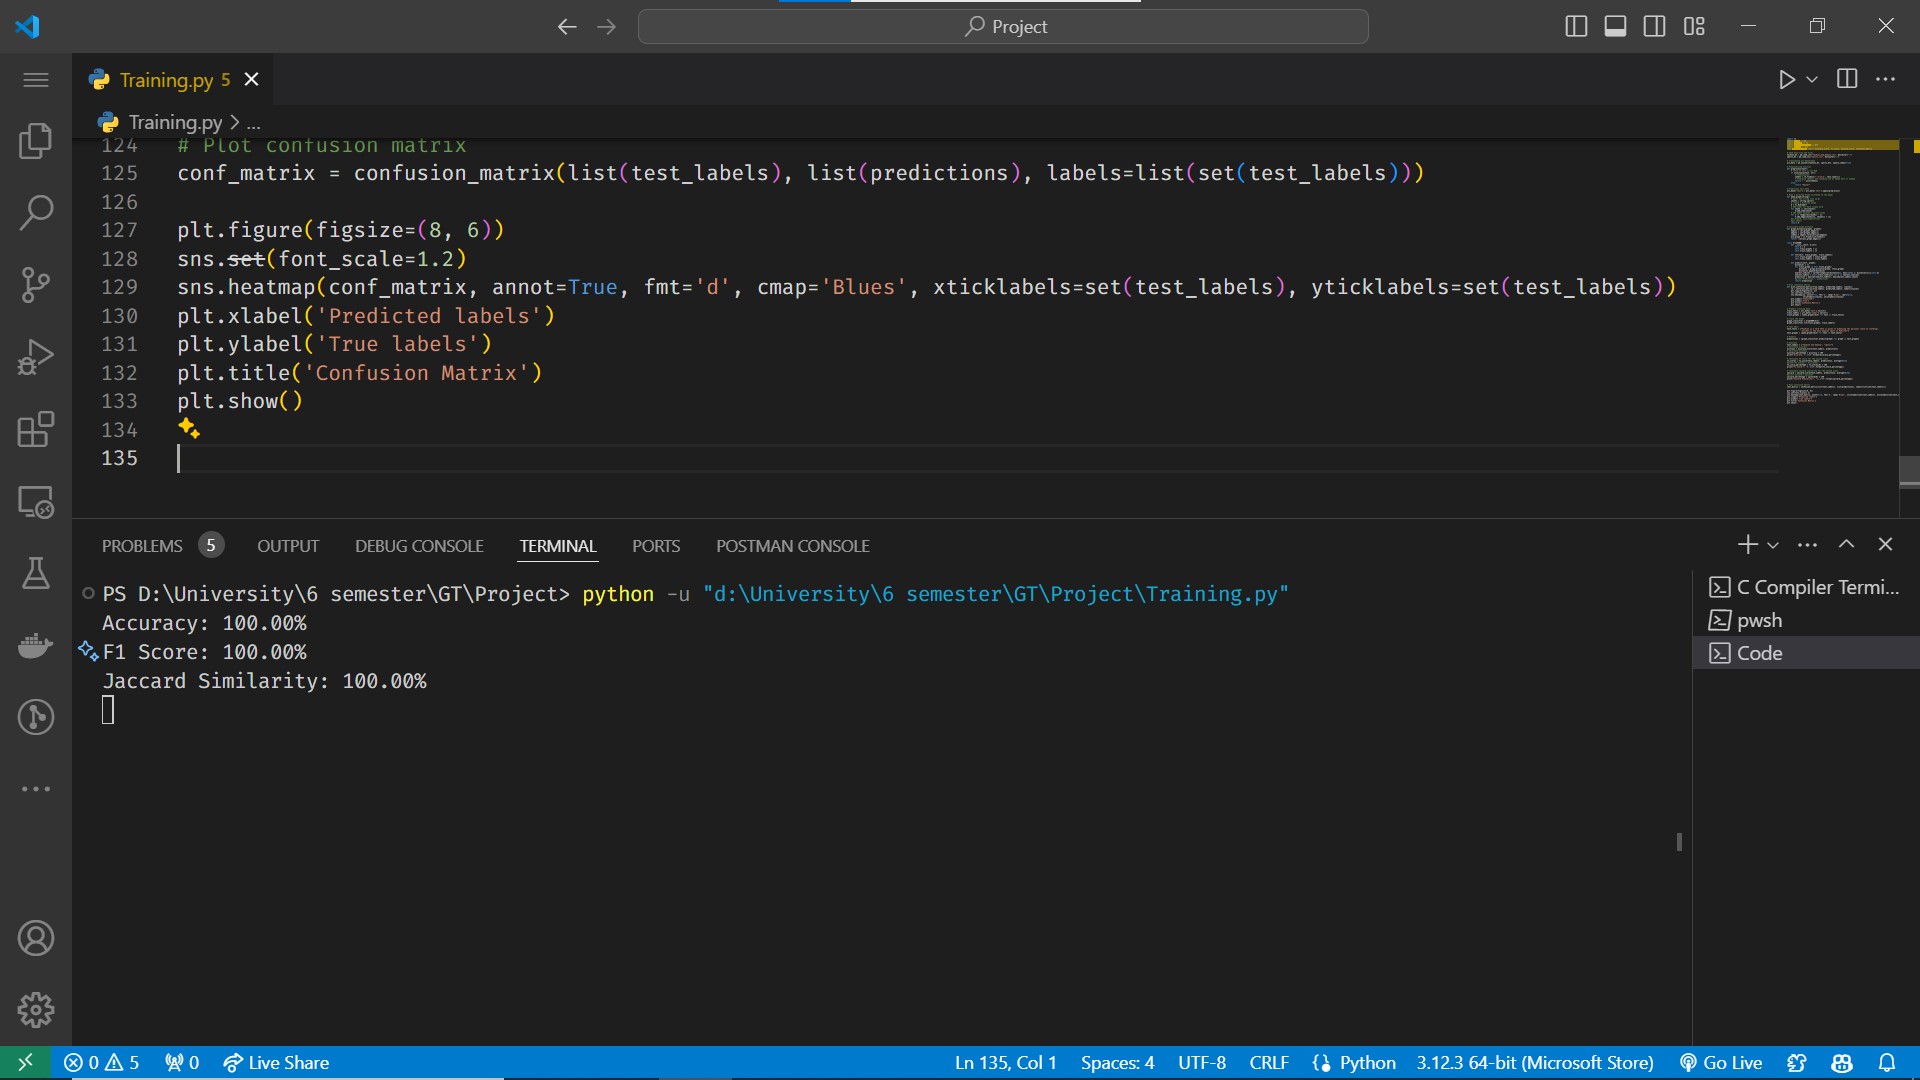 Project
Training.py 5
Training.py > ...
124 # Plot confusion matrix
125 conf_matrix = confusion_matrix(list(test_labels), list(predictions), labels=list(set(test_labels)))
126
127 plt.figure(figsize=(8, 6))
128 sns.set(font_scale=1.2)
129 sns.heatmap(conf_matrix, annot=True, fmt='d', cmap='Blues', xticklabels=set(test_labels), yticklabels=set(test_labels))
130 plt.xlabel('Predicted labels')
131 plt.ylabel('True labels')
132 plt.title('Confusion Matrix')
133 plt.show()
134
135
PROBLEMS 5 OUTPUT DEBUG CONSOLE TERMINAL PORTS POSTMAN CONSOLE
PS D:\University\6 semester\GT\Project> python -u "d:\University\6 semester\GT\Project\Training.py"
Accuracy: 100.00%
F1 Score: 100.00%
Jaccard Similarity: 100.00%
C Compiler Termi...
pwsh
Code
0 5 0 Live Share Ln 135, Col 1 Spaces: 4 UTF-8 CRLF Python 3.12.3 64-bit (Microsoft Store) Go Live